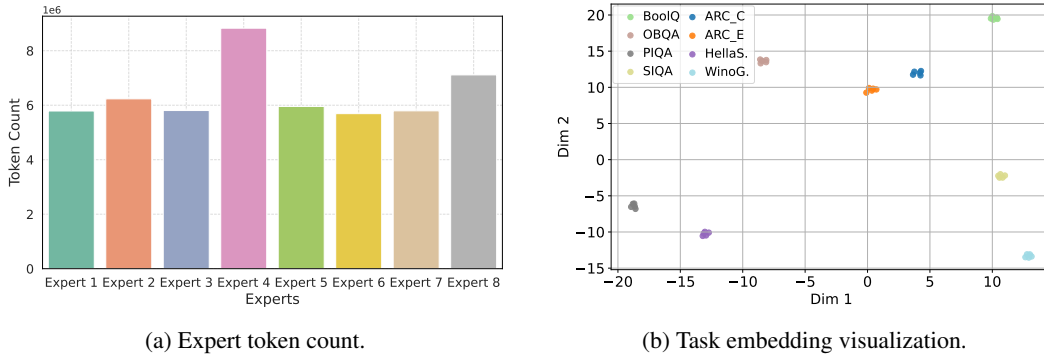 1e6
8
6
4
2
0
Token Count
Expert 1 Expert 2 Expert 3 Expert 4 Expert 5 Expert 6 Expert 7 Expert 8
Experts
(a) Expert token count.
20
15
10
5
0
−5
−10
−15
Dim 2
BoolQ ARC_C
OBQA ARC_E
PIQA HellaS.
SIQA WinoG.
−20 −15 −10 −5 0 5 10
Dim 1
(b) Task embedding visualization.